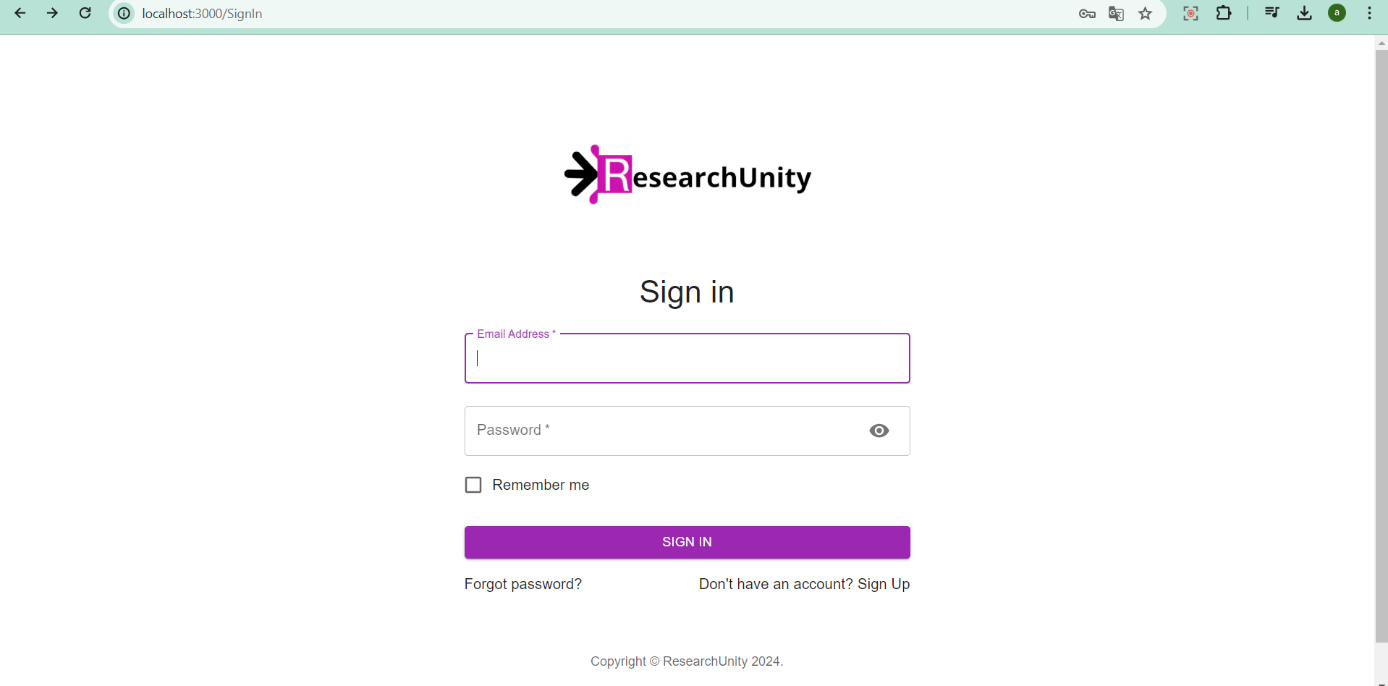 localhost:3000/SignIn
a
ResearchUnity
Sign in
Email Address *
Password *
Remember me
SIGN IN
Forgot password?
Don't have an account? Sign Up
Copyright © ResearchUnity 2024.